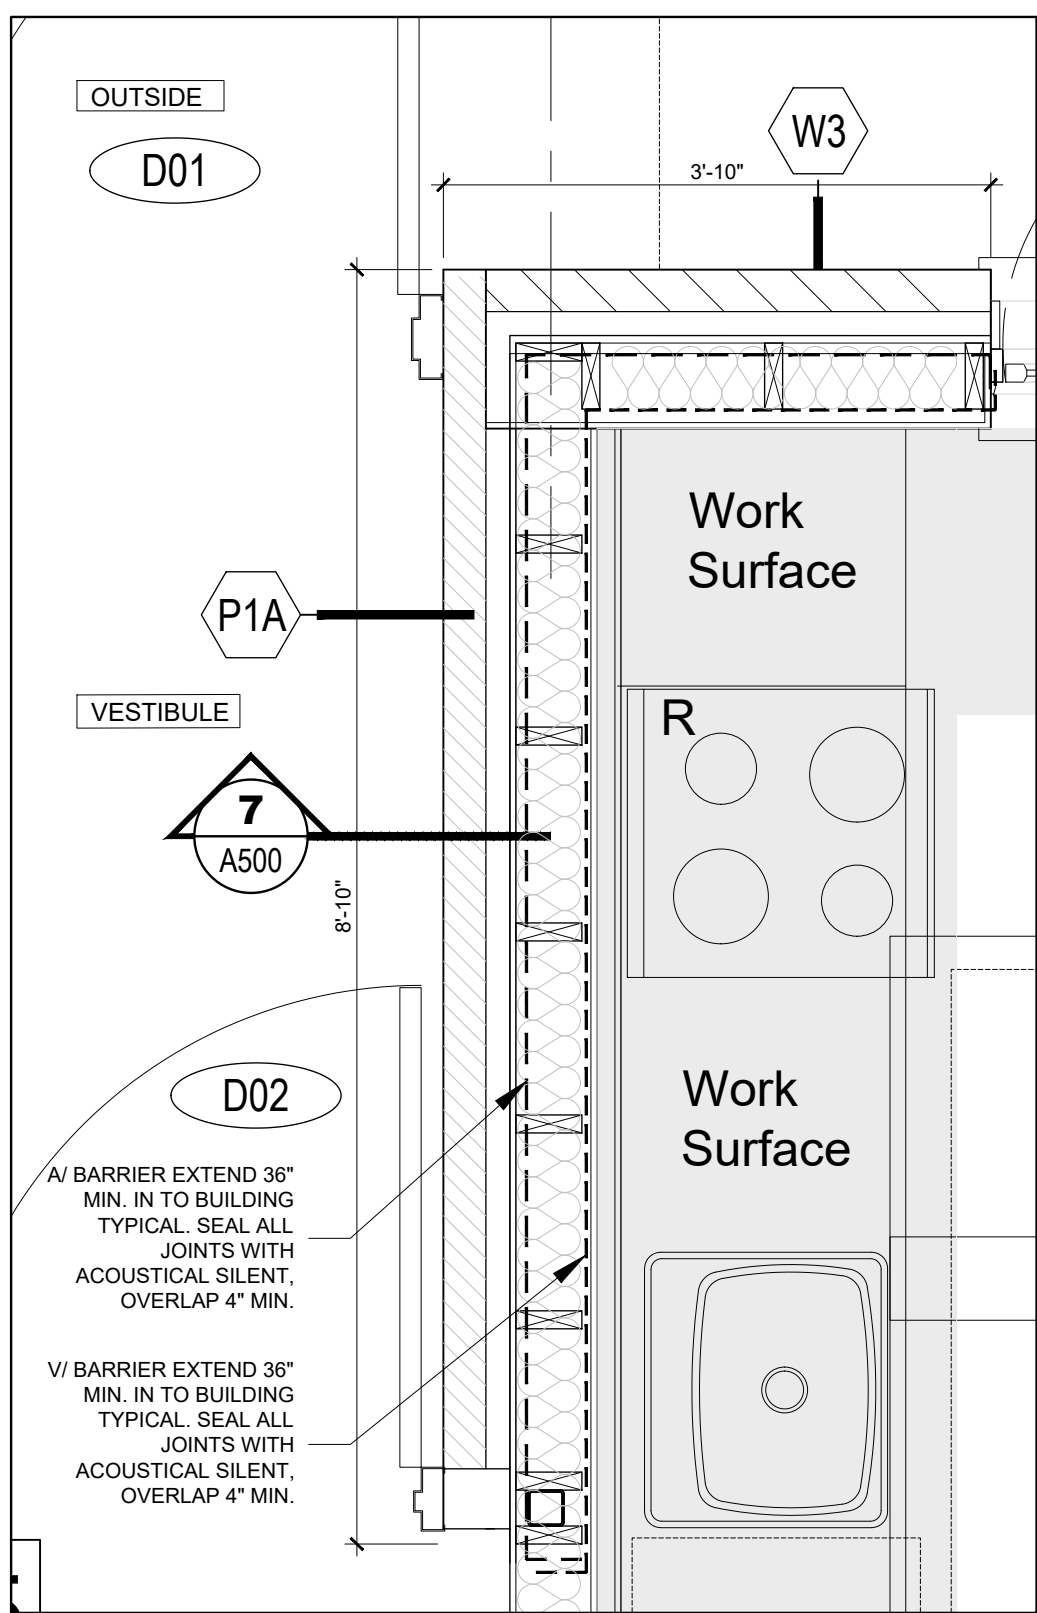 OUTSIDE
D01
W3
3'-10"
Work
Surface
P1A
VESTIBULE
R
7
A500
8'-10"
D02
Work
Surface
A/ BARRIER EXTEND 36"
MIN. IN TO BUILDING
TYPICAL. SEAL ALL
JOINTS WITH
ACOUSTICAL SILENT,
OVERLAP 4" MIN.
V/ BARRIER EXTEND 36"
MIN. IN TO BUILDING
TYPICAL. SEAL ALL
JOINTS WITH
ACOUSTICAL SILENT,
OVERLAP 4" MIN.